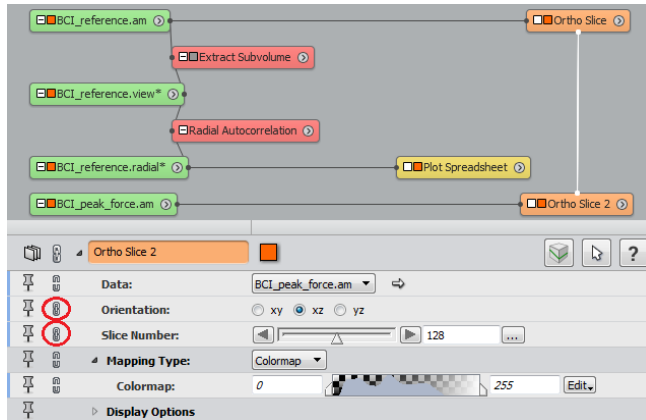 BCI_reference.am
Ortho Slice
Extract Subvolume
BCI_reference.view*
Radial Autocorrelation
BCI_reference.radial*
Plot Spreadsheet
BCI_peak_force.am
Ortho Slice 2
Ortho Slice 2
?
Data: BCI_peak_force.am
Orientation: xy xz yz
Slice Number: 128 ...
Mapping Type: Colormap
Colormap: 0 255 Edit
Display Options